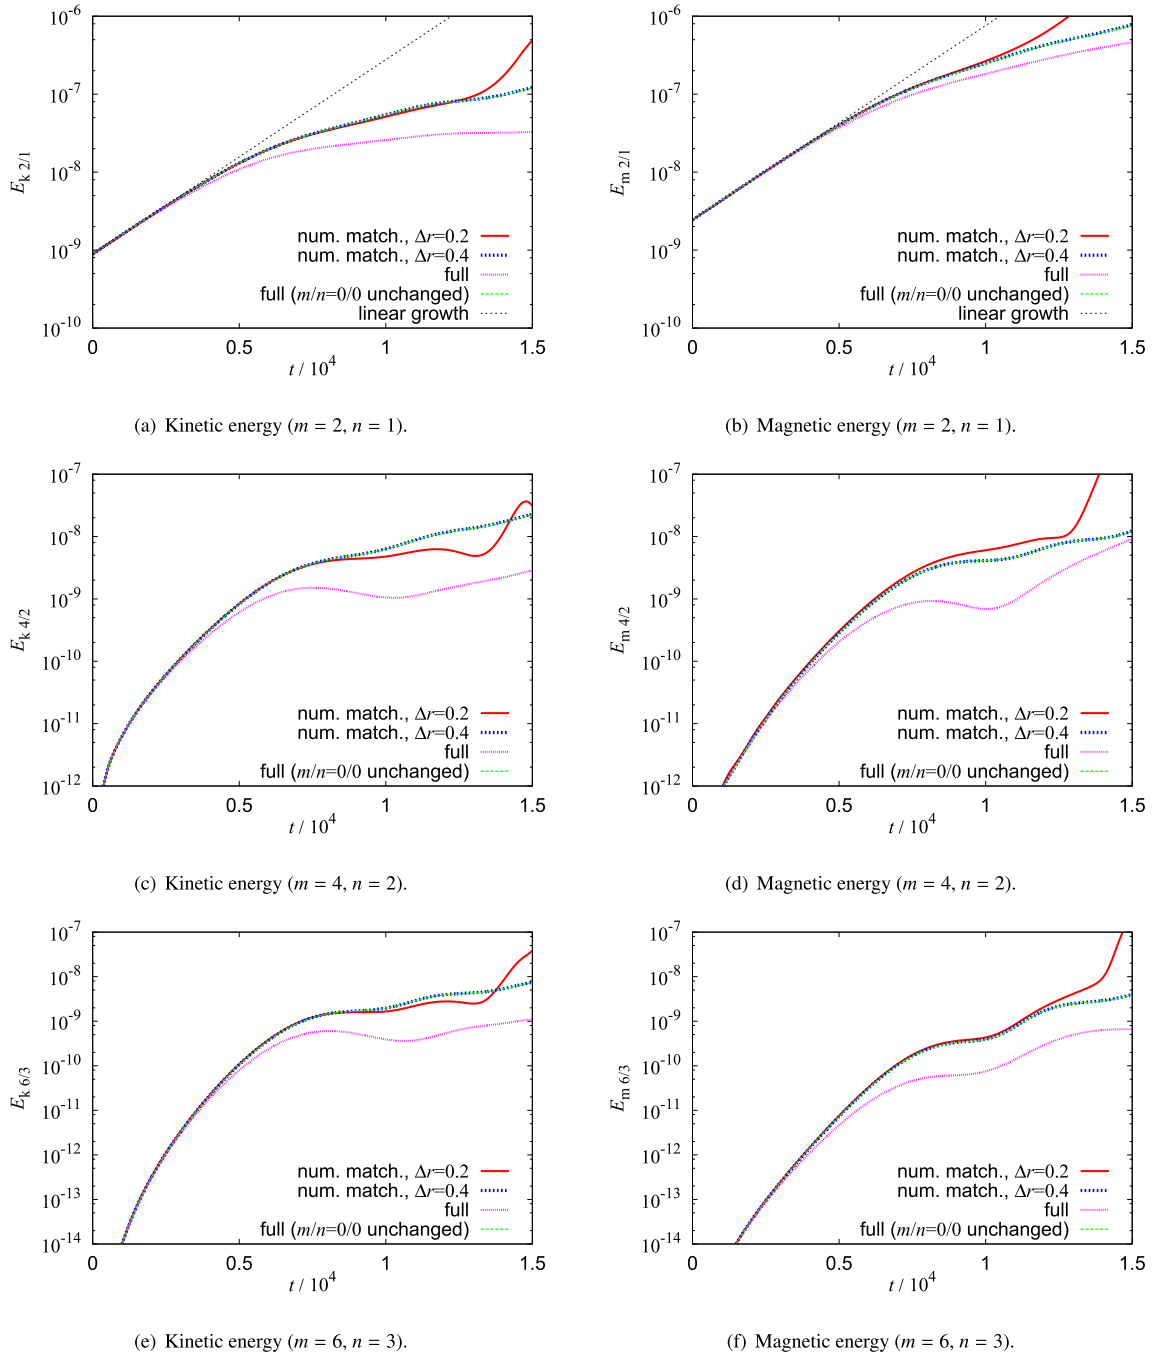 10^-6
10^-7
10^-8
10^-9
10^-10
E_k 2/1
num. match., Δr=0.2
num. match., Δr=0.4
full
full (m/n=0/0 unchanged)
linear growth
0 0.5 1 1.5
t / 10^4
(a) Kinetic energy (m = 2, n = 1).
10^-6
10^-7
10^-8
10^-9
10^-10
E_m 2/1
num. match., Δr=0.2
num. match., Δr=0.4
full
full (m/n=0/0 unchanged)
linear growth
0 0.5 1 1.5
t / 10^4
(b) Magnetic energy (m = 2, n = 1).
10^-7
10^-8
10^-9
10^-10
10^-11
10^-12
E_k 4/2
num. match., Δr=0.2
num. match., Δr=0.4
full
full (m/n=0/0 unchanged)
0 0.5 1 1.5
t / 10^4
(c) Kinetic energy (m = 4, n = 2).
10^-7
10^-8
10^-9
10^-10
10^-11
10^-12
E_m 4/2
num. match., Δr=0.2
num. match., Δr=0.4
full
full (m/n=0/0 unchanged)
0 0.5 1 1.5
t / 10^4
(d) Magnetic energy (m = 4, n = 2).
10^-7
10^-8
10^-9
10^-10
10^-11
10^-12
10^-13
10^-14
E_k 6/3
num. match., Δr=0.2
num. match., Δr=0.4
full
full (m/n=0/0 unchanged)
0 0.5 1 1.5
t / 10^4
(e) Kinetic energy (m = 6, n = 3).
10^-7
10^-8
10^-9
10^-10
10^-11
10^-12
10^-13
10^-14
E_m 6/3
num. match., Δr=0.2
num. match., Δr=0.4
full
full (m/n=0/0 unchanged)
0 0.5 1 1.5
t / 10^4
(f) Magnetic energy (m = 6, n = 3).